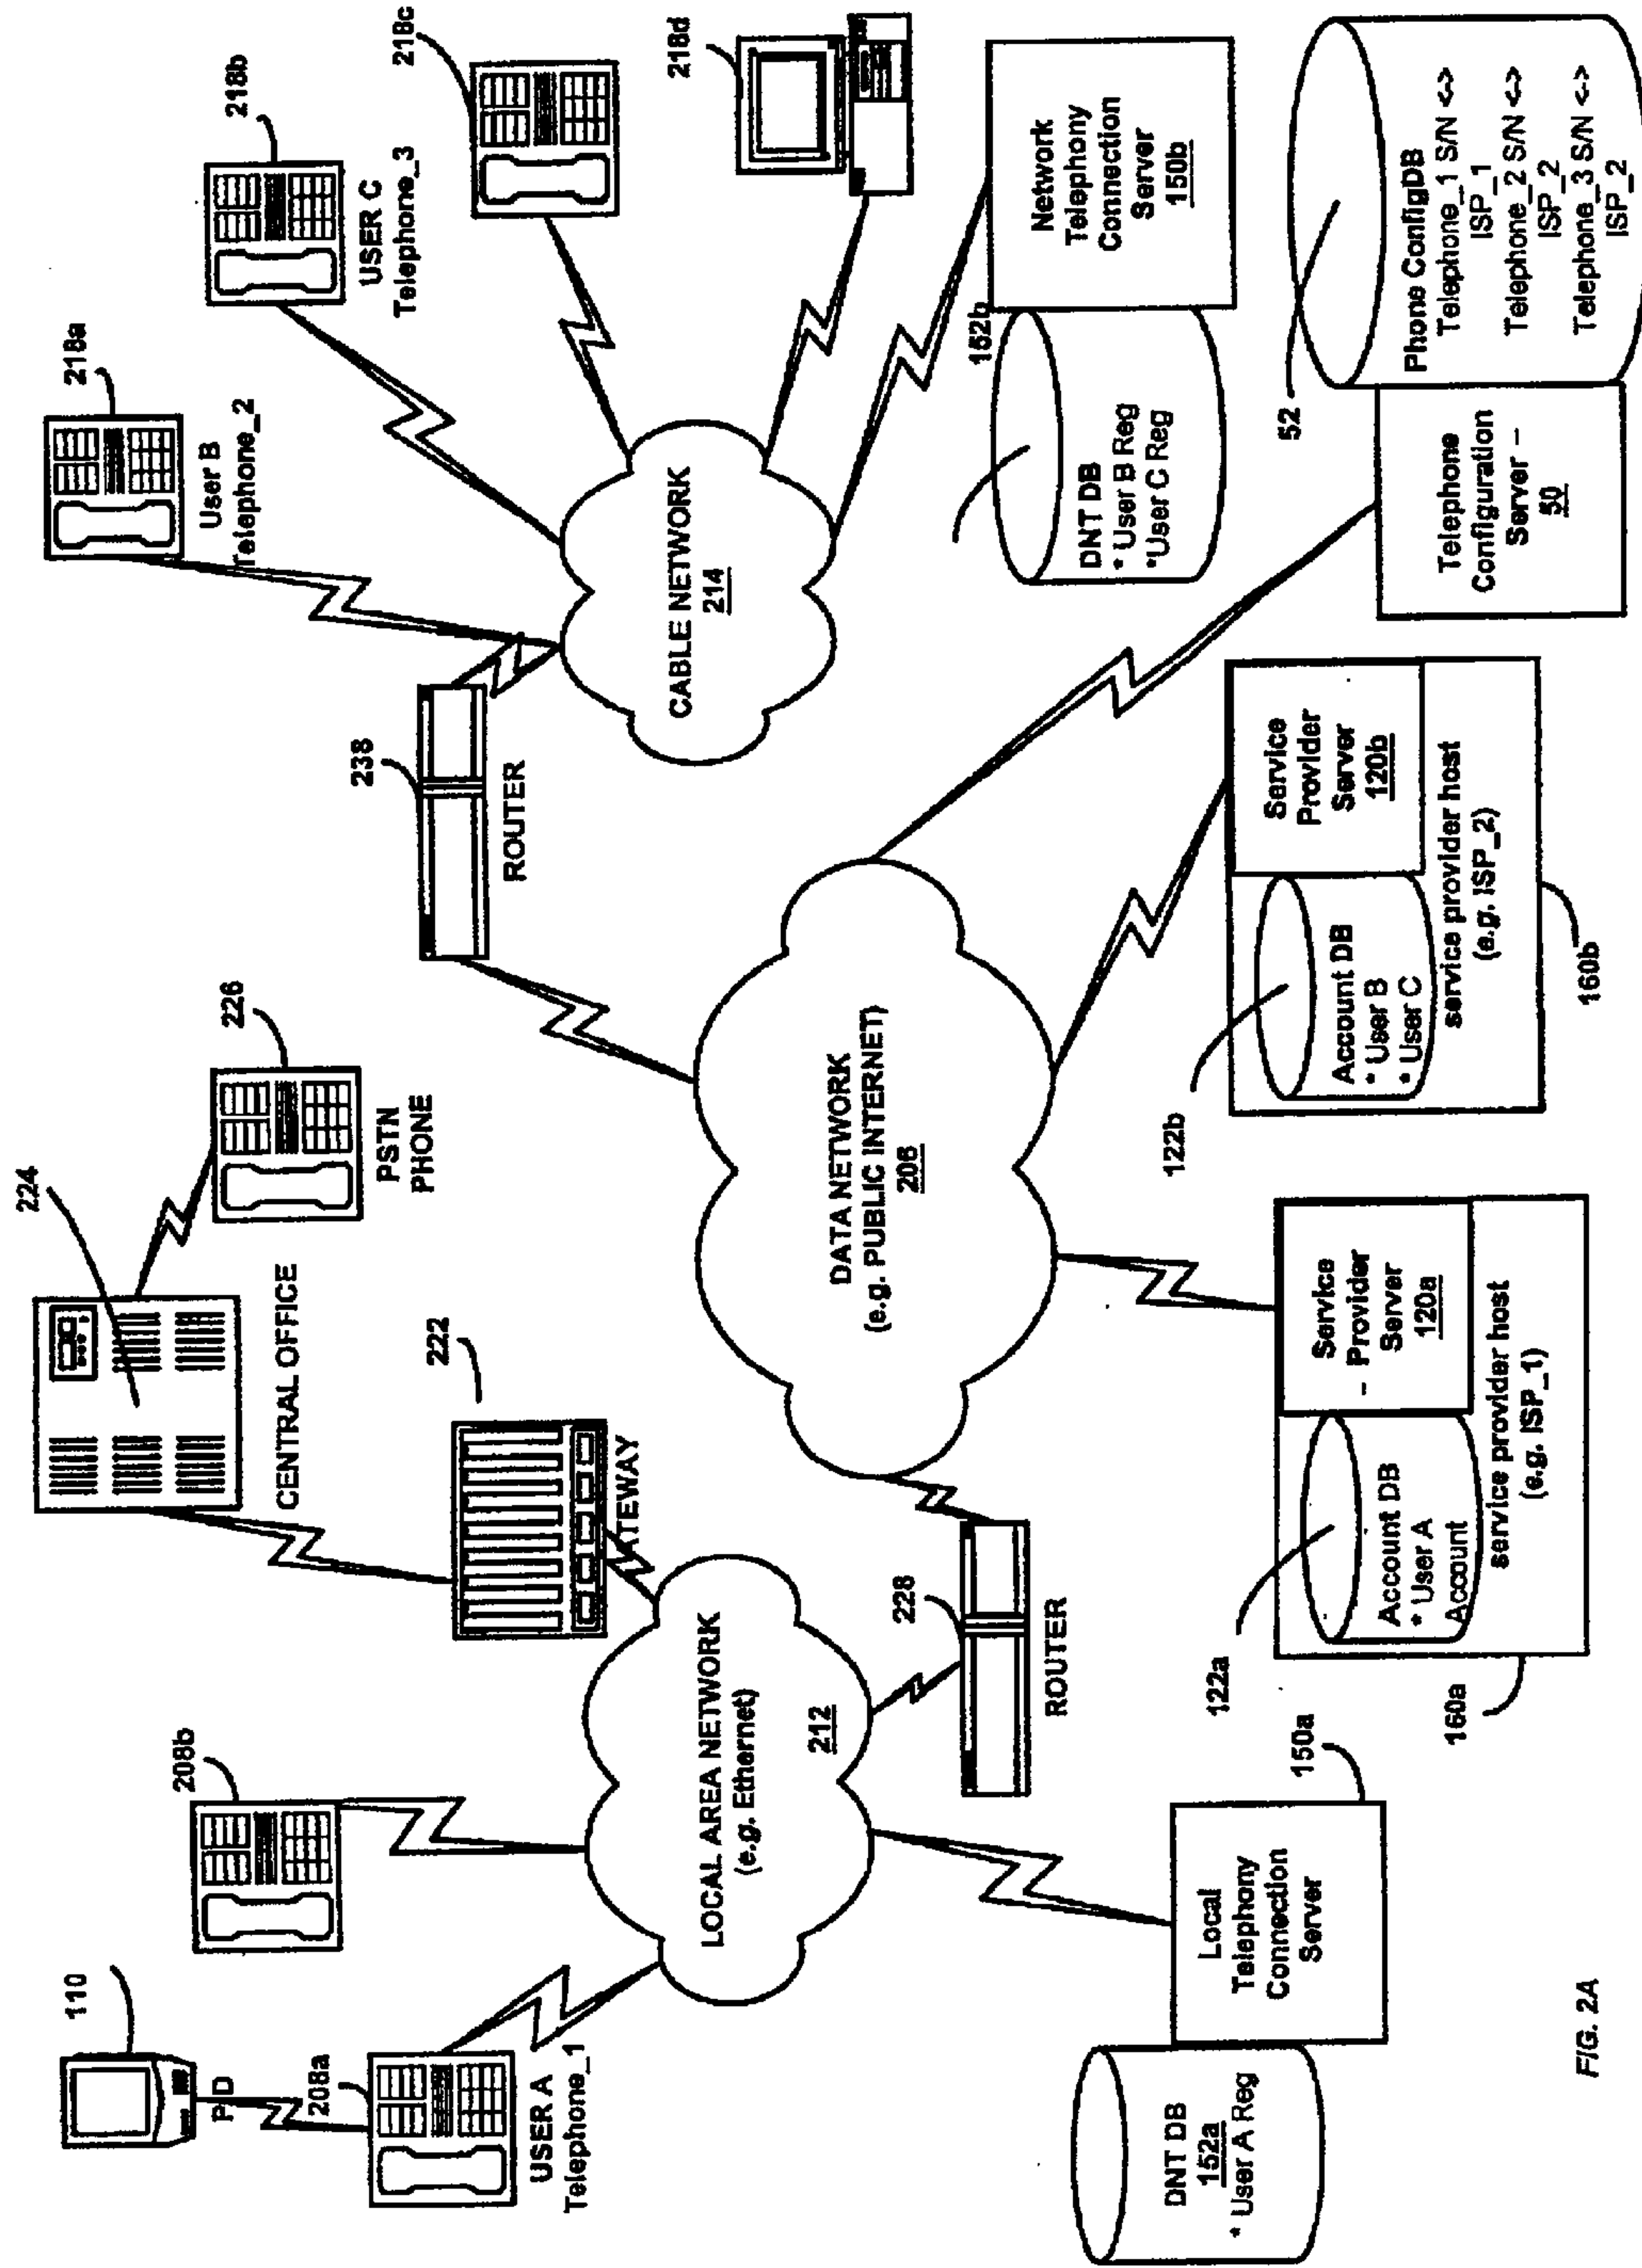 110
PD
208a
USER A
Telephone_1
208b
224
CENTRAL OFFICE
226
PSTN
PHONE
222
ATEWAY
LOCAL AREA NETWORK
(e.g. Ethernet)
212
228
ROUTER
238
ROUTER
218a
User B
Telephone_2
218b
USER C
Telephone_3
218c
218d
CABLE NETWORK
214
DATA NETWORK
(e.g. PUBLIC INTERNET)
206
DNT DB
152a
* User A Reg
Local
Telephony
Connection
Server
150a
122a
Account DB
* User A
Account
Service
– Provider
Server
120a
service provider host
(e.g. ISP_1)
160a
122b
Account DB
* User B
* User C
Service
Provider
Server
120b
service provider host
(e.g. ISP_2)
160b
152b
DNT DB
* User B Reg
*User C Reg
Network
Telephony
Connection
Server
150b
52
Telephone
Configuration
Server –
50
Phone ConfigDB
Telephone_1 S/N <->
ISP_1
Telephone_2 S/N <->
ISP_2
Telephone_3 S/N <->
ISP_2
FIG. 2A